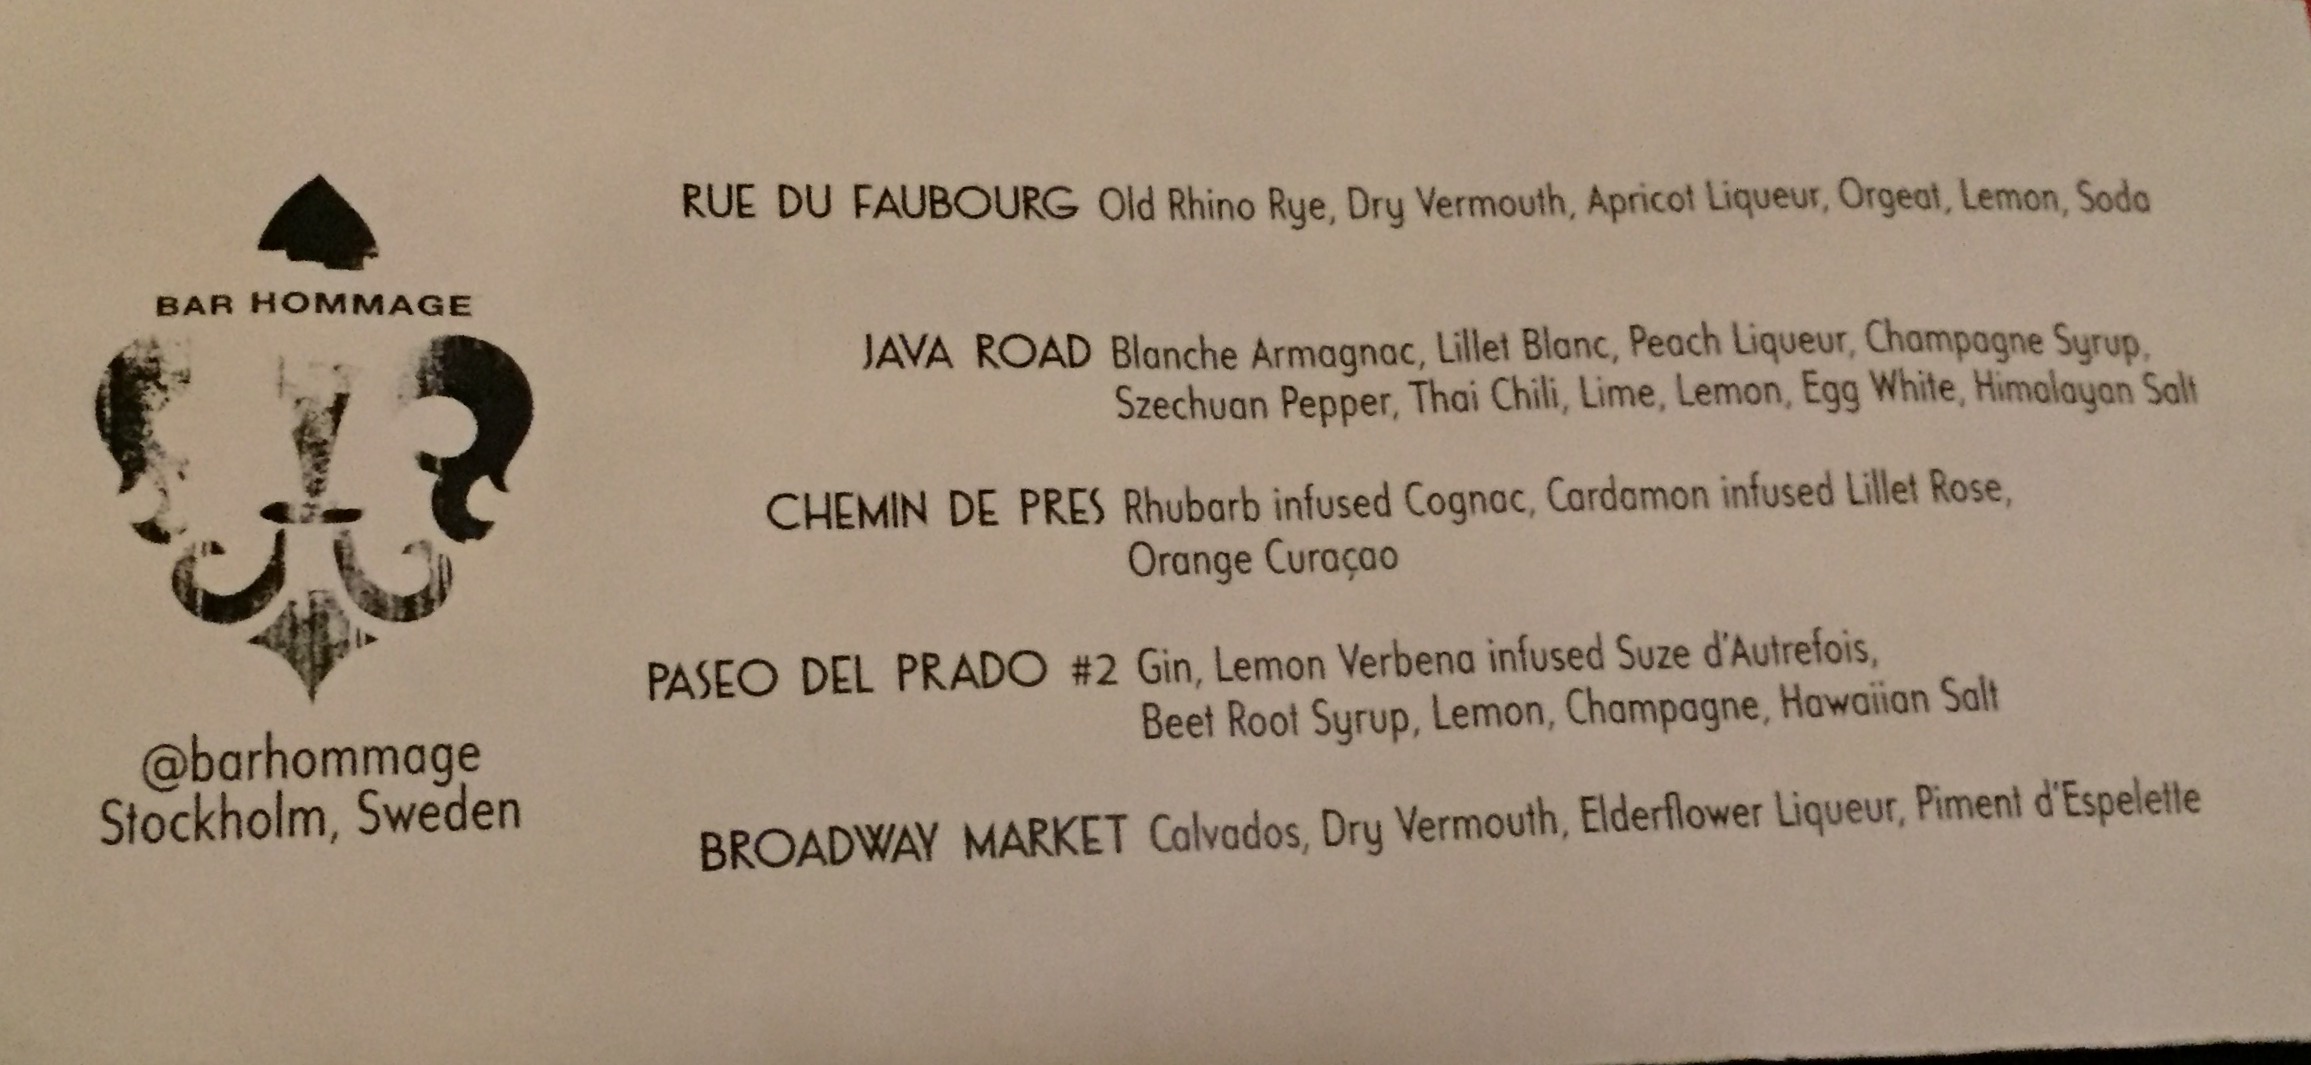 BAR HOMMAGE
@barhommage
Stockholm, Sweden
RUE DU FAUBOURG Old Rhino Rye, Dry Vermouth, Apricot Liqueur, Orgeat, Lemon, Soda
JAVA ROAD Blanche Armagnac, Lillet Blanc, Peach Liqueur, Champagne Syrup,
Szechuan Pepper, Thai Chili, Lime, Lemon, Egg White, Himalayan Salt
CHEMIN DE PRES Rhubarb infused Cognac, Cardamon infused Lillet Rose,
Orange Curaçao
PASEO DEL PRADO #2 Gin, Lemon Verbena infused Suze d'Autrefois,
Beet Root Syrup, Lemon, Champagne, Hawaiian Salt
BROADWAY MARKET Calvados, Dry Vermouth, Elderflower Liqueur, Piment d'Espelette